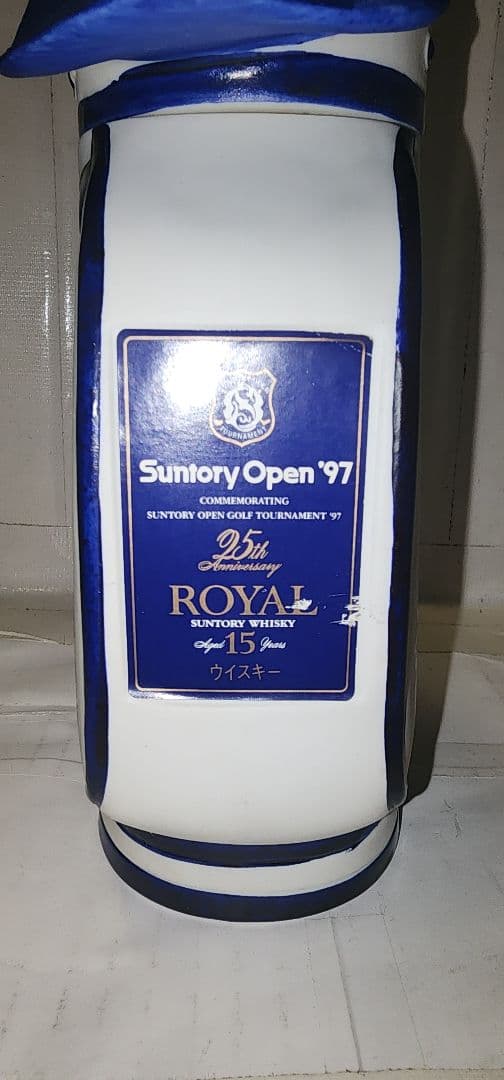 TOURNAMENT
Suntory Open '97
COMMEMORATING
SUNTORY OPEN GOLF TOURNAMENT '97
25th
Anniversary
ROYAL
SUNTORY WHISKY
Aged 15 Years
ウイスキー